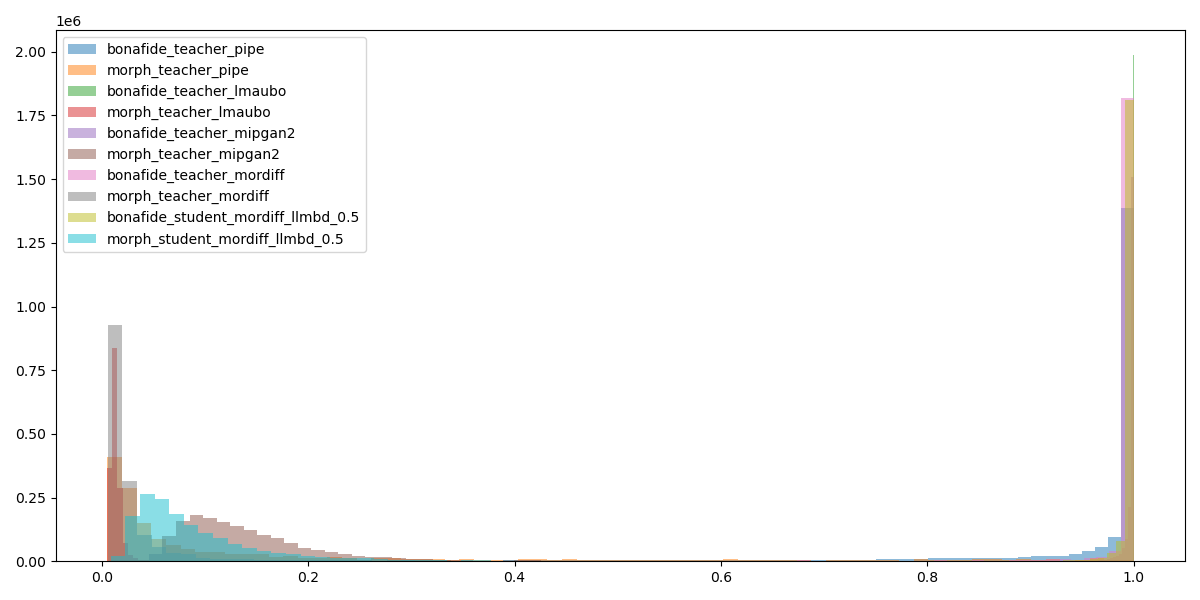 1e6
2.00
1.75
1.50
1.25
1.00
0.75
0.50
0.25
0.00
bonafide_teacher_pipe
morph_teacher_pipe
bonafide_teacher_lmaubo
morph_teacher_lmaubo
bonafide_teacher_mipgan2
morph_teacher_mipgan2
bonafide_teacher_mordiff
morph_teacher_mordiff
bonafide_student_mordiff_llmbd_0.5
morph_student_mordiff_llmbd_0.5
0.0 0.2 0.4 0.6 0.8 1.0